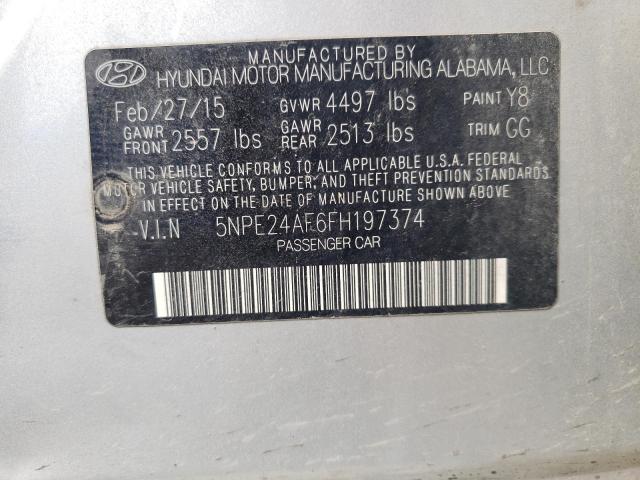 MANUFACTURED BY
HYUNDAI MOTOR MANUFACTURING ALABAMA, LLC
Feb/27/15 GVWR 4497 lbs PAINT Y8
GAWR FRONT 2557 lbs GAWR REAR 2513 lbs TRIM GG
THIS VEHICLE CONFORMS TO ALL APPLICABLE U.S.A. FEDERAL
MOTOR VEHICLE SAFETY, BUMPER, AND THEFT PREVENTION
STANDARDS IN EFFECT ON THE DATE OF MANUFACTURE SHOWN ABOVE
-V.I.N 5NPE24AF6FH197374
PASSENGER CAR